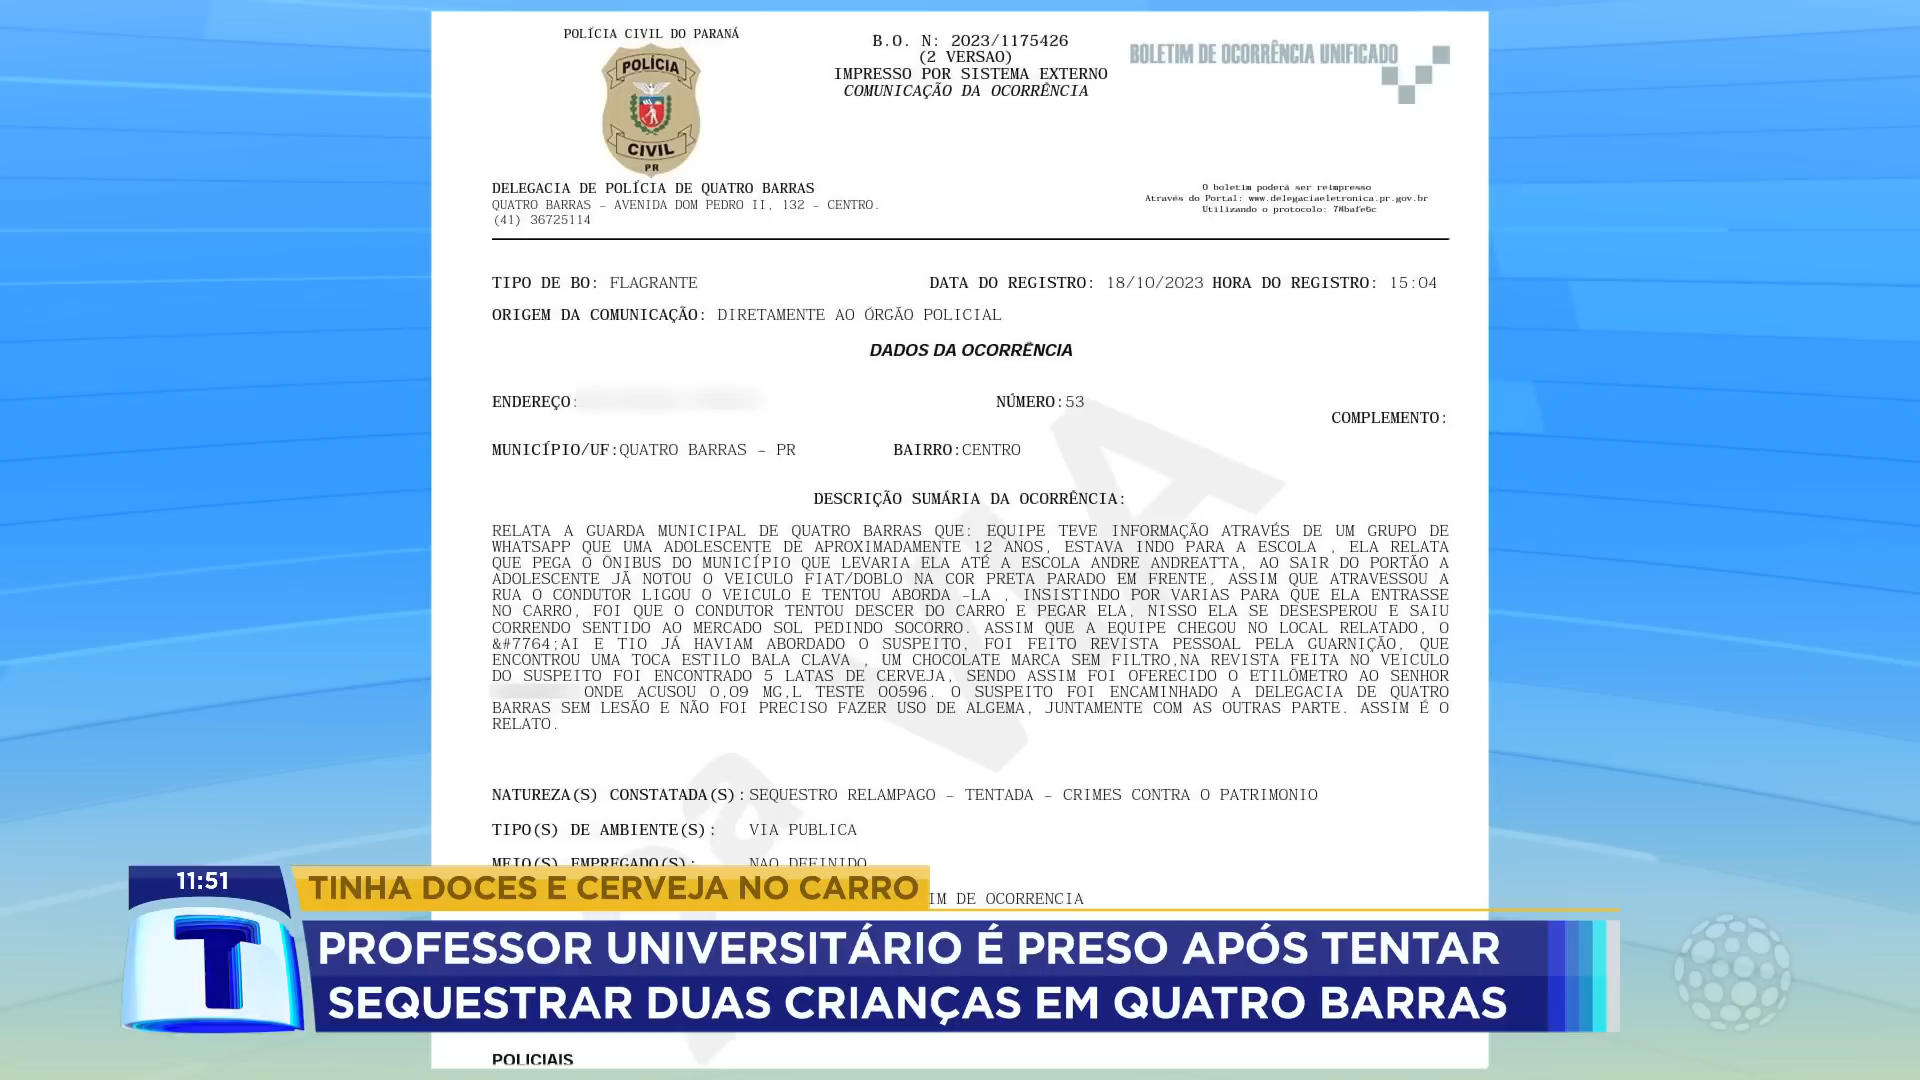 POLÍCIA CIVIL DO PARANÁ
POLÍCIA
CIVIL
PR
B.O. N: 2023/1175426
(2 VERSAO)
IMPRESSO POR SISTEMA EXTERNO
COMUNICAÇÃO DA OCORRÊNCIA
BOLETIM DE OCORRÊNCIA UNIFICADO
DELEGACIA DE POLÍCIA DE QUATRO BARRAS
QUATRO BARRAS – AVENIDA DOM PEDRO II, 132 – CENTRO.
(41) 36725114
O boletim poderá ser reimpresso
Através do Portal: www.delegaciaeletronica.pr.gov.br
Utilizando o protocolo:
TIPO DE BO: FLAGRANTE
DATA DO REGISTRO: 18/10/2023 HORA DO REGISTRO: 15:04
ORIGEM DA COMUNICAÇÃO: DIRETAMENTE AO ÓRGÃO POLICIAL
DADOS DA OCORRÊNCIA
ENDEREÇO:
NÚMERO:53
COMPLEMENTO:
MUNICÍPIO/UF:QUATRO BARRAS – PR
BAIRRO:CENTRO
DESCRIÇÃO SUMÁRIA DA OCORRÊNCIA:
RELATA A GUARDA MUNICIPAL DE QUATRO BARRAS QUE: EQUIPE TEVE INFORMAÇÃO ATRAVÉS DE UM GRUPO DE
WHATSAPP QUE UMA ADOLESCENTE DE APROXIMADAMENTE 12 ANOS, ESTAVA INDO PARA A ESCOLA , ELA RELATA
QUE PEGA O ÕNIBUS DO MUNICÍPIO QUE LEVARIA ELA ATÉ A ESCOLA ANDRE ANDREATTA, AO SAIR DO PORTÃO A
ADOLESCENTE JÃ NOTOU O VEICULO FIAT/DOBLO NA COR PRETA PARADO EM FRENTE, ASSIM QUE ATRAVESSOU A
RUA O CONDUTOR LIGOU O VEICULO E TENTOU ABORDA –LA , INSISTINDO POR VARIAS PARA QUE ELA ENTRASSE
NO CARRO, FOI QUE O CONDUTOR TENTOU DESCER DO CARRO E PEGAR ELA, NISSO ELA SE DESESPEROU E SAIU
CORRENDO SENTIDO AO MERCADO SOL PEDINDO SOCORRO. ASSIM QUE A EQUIPE CHEGOU NO LOCAL RELATADO, O
&#7764;AI E TIO JÃ HAVIAM ABORDADO O SUSPEITO, FOI FEITO REVISTA PESSOAL PELA GUARNIÇÃO, QUE
ENCONTROU UMA TOCA ESTILO BALA CLAVA , UM CHOCOLATE MARCA SEM FILTRO,NA REVISTA FEITA NO VEICULO
DO SUSPEITO FOI ENCONTRADO 5 LATAS DE CERVEJA, SENDO ASSIM FOI OFERECIDO O ETILÔMETRO AO SENHOR
ONDE ACUSOU 0,09 MG,L TESTE 00596. O SUSPEITO FOI ENCAMINHADO A DELEGACIA DE QUATRO
BARRAS SEM LESÃO E NÃO FOI PRECISO FAZER USO DE ALGEMA, JUNTAMENTE COM AS OUTRAS PARTE. ASSIM É O
RELATO.
NATUREZA(S) CONSTATADA(S): SEQUESTRO RELAMPAGO – TENTADA – CRIMES CONTRA O PATRIMONIO
TIPO(S) DE AMBIENTE(S): VIA PUBLICA
MEIO(S) EMPREGADO(S): NAO DEFINIDO
IM DE OCORRENCIA
11:51
TINHA DOCES E CERVEJA NO CARRO
T
PROFESSOR UNIVERSITÁRIO É PRESO APÓS TENTAR
SEQUESTRAR DUAS CRIANÇAS EM QUATRO BARRAS
POLICIAIS